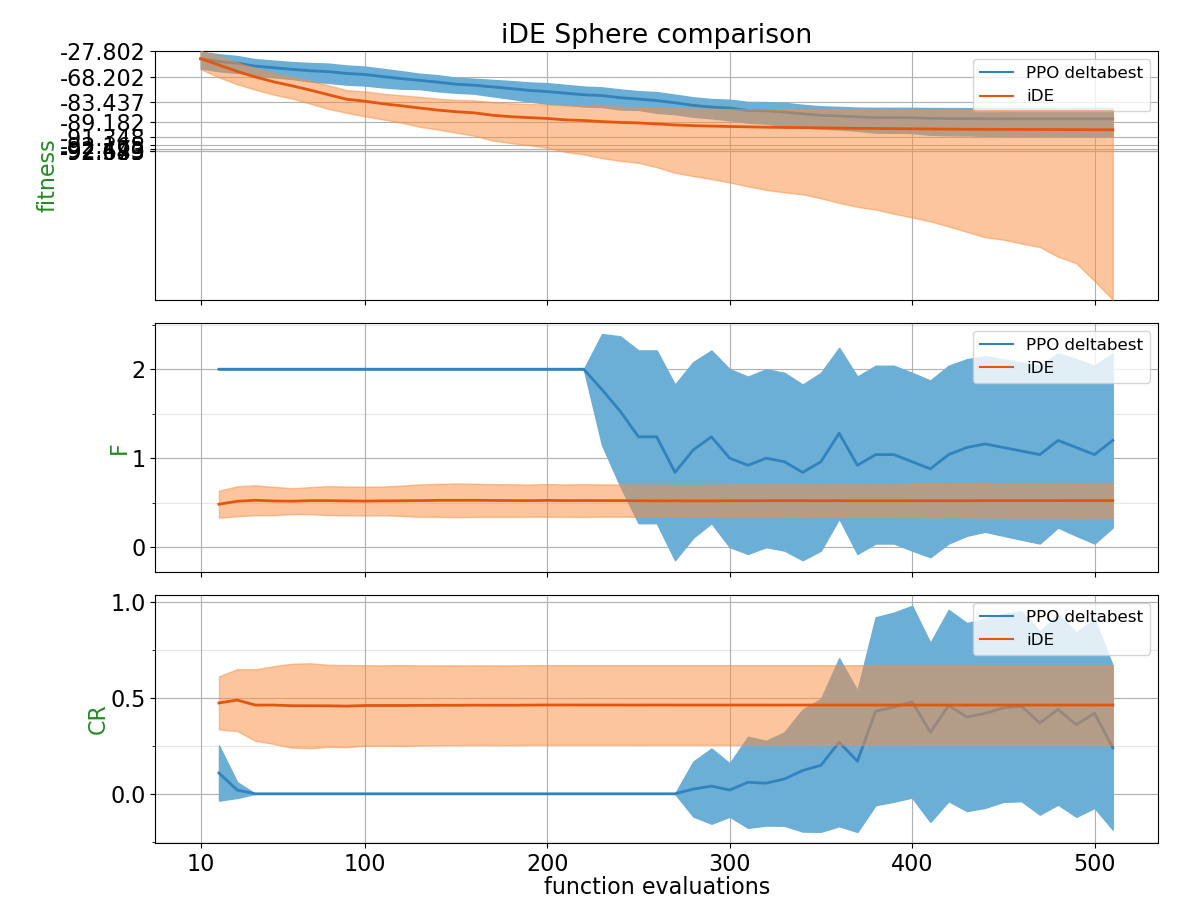 iDE Sphere comparison
-27.802
-68.202
-83.437
-89.182
fitness
PPO deltabest
iDE
2
1
0
F
PPO deltabest
iDE
1.0
0.5
0.0
CR
PPO deltabest
iDE
10 100 200 300 400 500
function evaluations